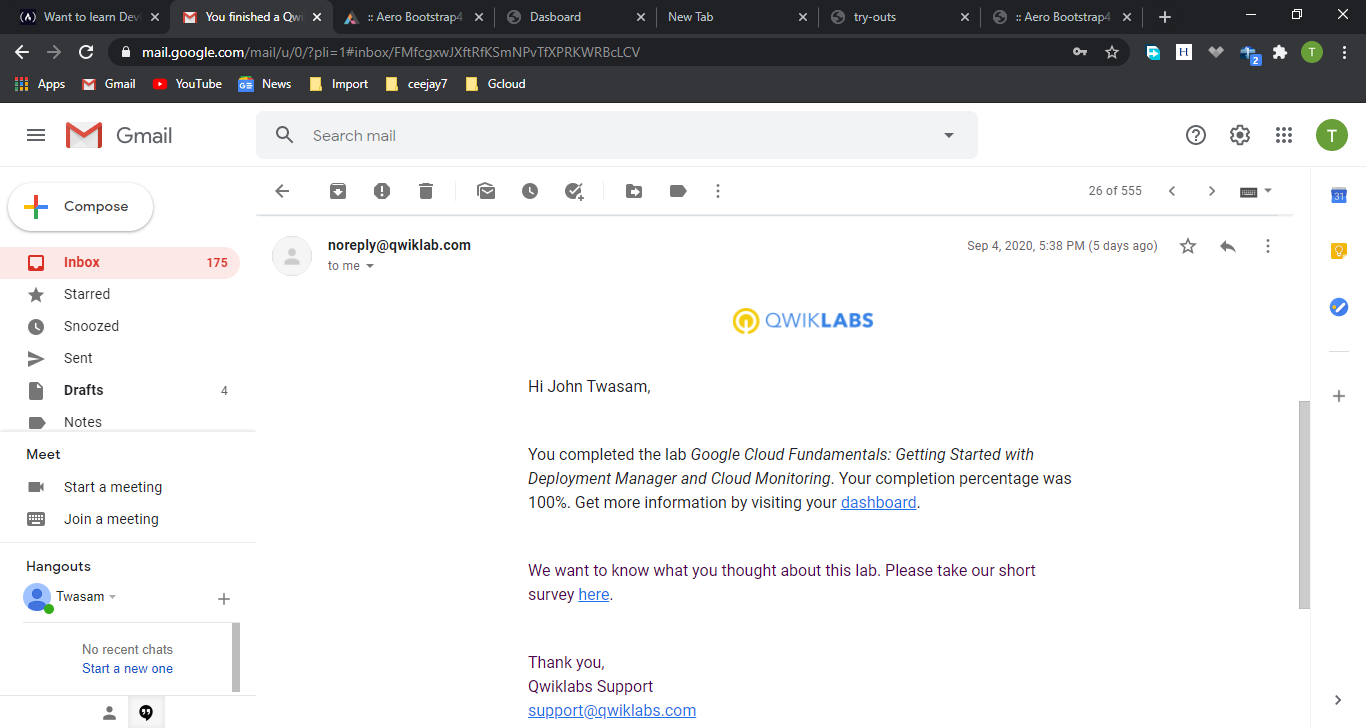 Want to learn Dev
You finished a Qwi
:: Aero Bootstrap4
Dasboard
New Tab
try-outs
:: Aero Bootstrap4
mail.google.com/mail/u/0/?pli=1#inbox/FMfcgxwJXftRfKSmNPvTfXPRKWRBcLCV
H
2
T
Apps
Gmail
YouTube
GE
News
Import
ceejay7
Gcloud
Gmail
Search mail
T
Compose
26 of 555
31
Inbox 175
Starred
Snoozed
Sent
Drafts 4
Notes
Meet
Start a meeting
Join a meeting
Hangouts
Twasam
No recent chats
Start a new one
noreply@qwiklab.com
Sep 4, 2020, 5:38 PM (5 days ago)
to me
QWIKLABS
Hi John Twasam,
You completed the lab Google Cloud Fundamentals: Getting Started with
Deployment Manager and Cloud Monitoring. Your completion percentage was
100%. Get more information by visiting your dashboard.
We want to know what you thought about this lab. Please take our short
survey here.
Thank you,
Qwiklabs Support
support@qwiklabs.com